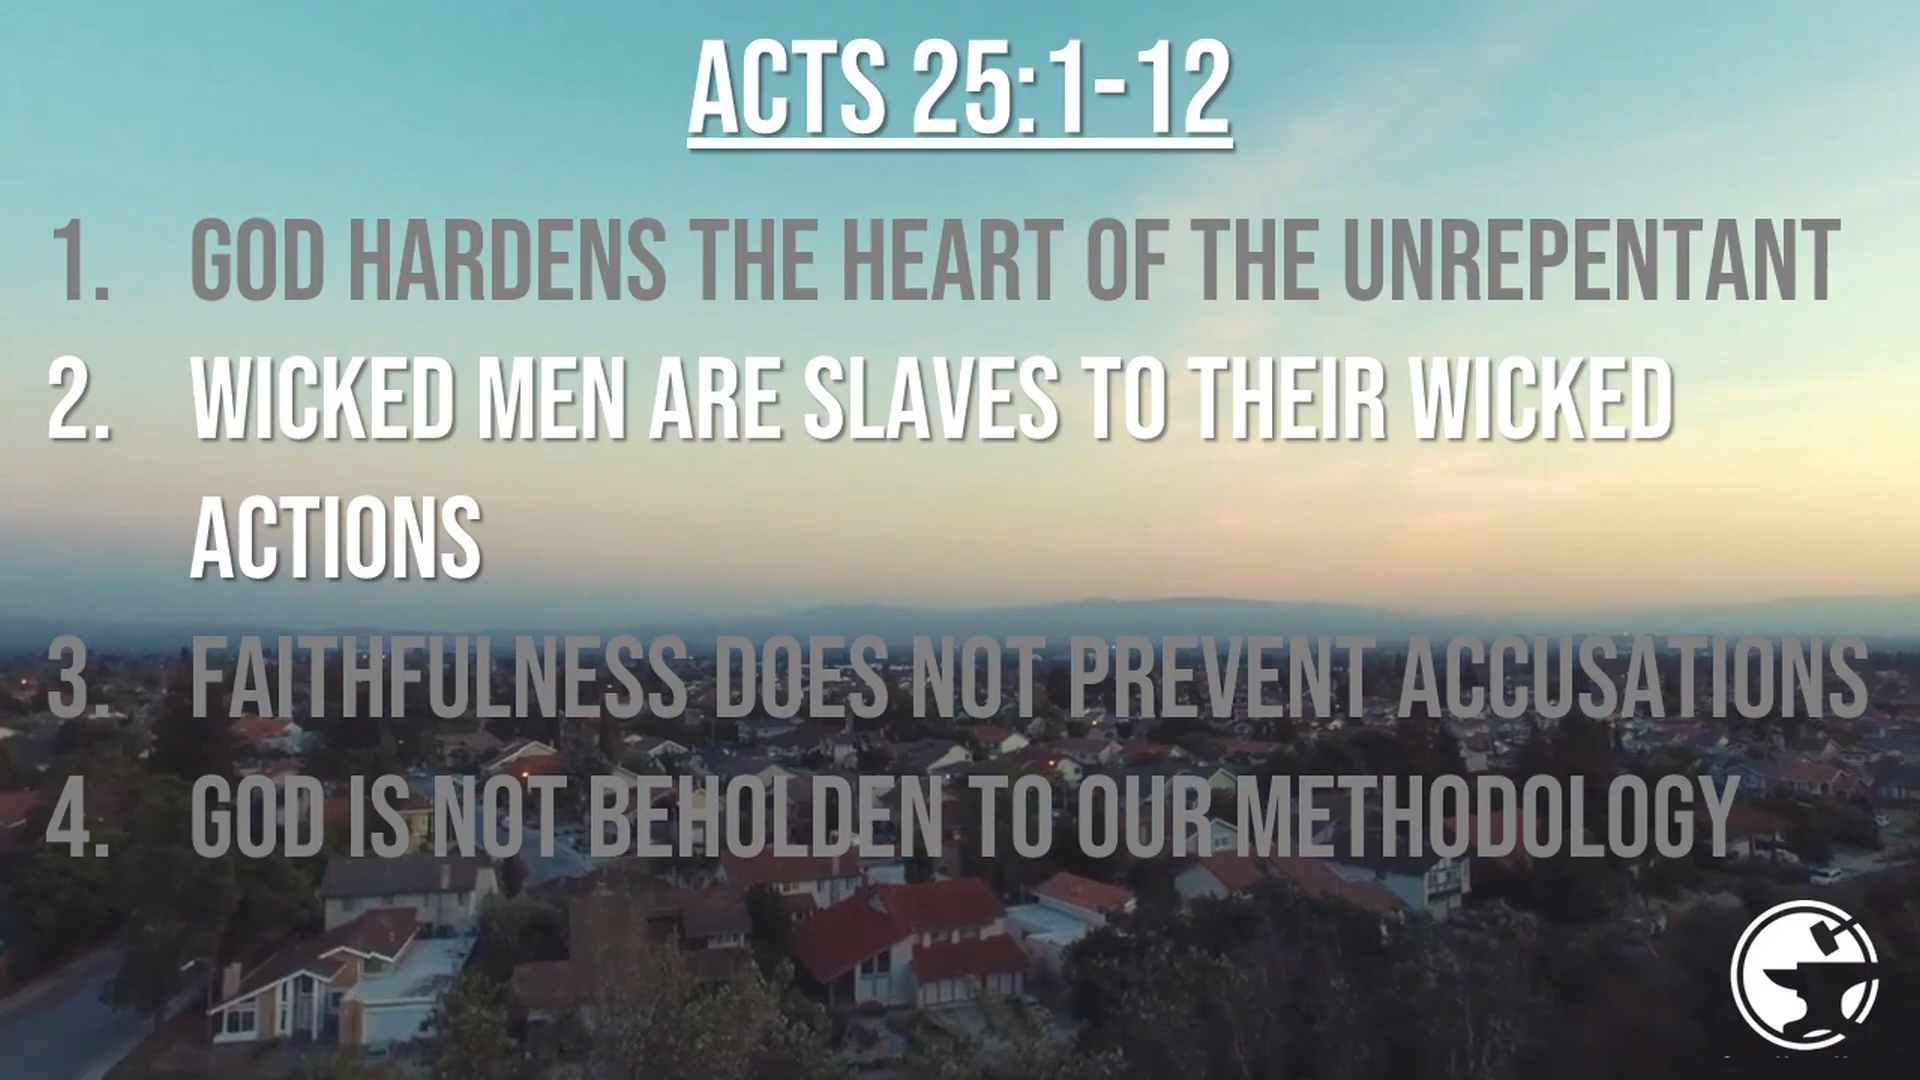 ACTS 25:1-12
1. GOD HARDENS THE HEART OF THE UNREPENTANT
2. WICKED MEN ARE SLAVES TO THEIR WICKED
ACTIONS
3. FAITHFULNESS DOES NOT PREVENT ACCUSATIONS
4. GOD IS NOT BEHOLDEN TO OUR METHODOLOGY